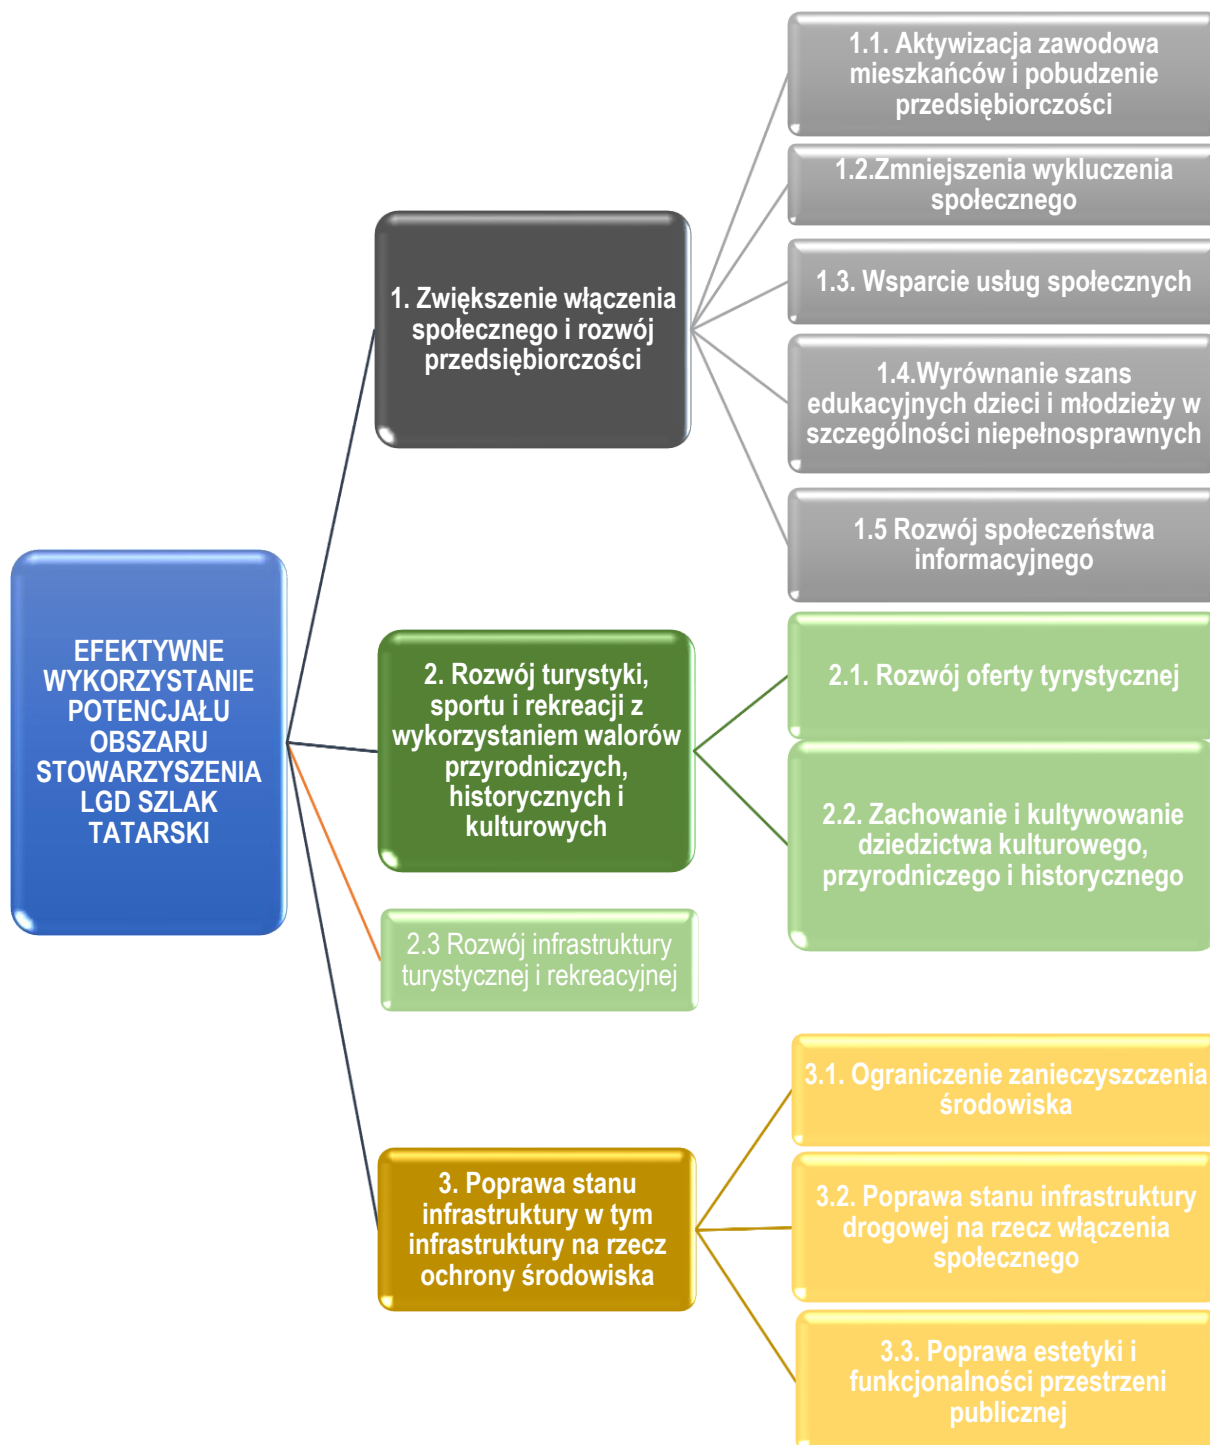 EFEKTYWNE
WYKORZYSTANIE
POTENCJAŁU
OBSZARU
STOWARZYSZENIA
LGD SZLAK
TATARSKI
1. Zwiększenie włączenia
społecznego i rozwój
przedsiębiorczości
1.1. Aktywizacja zawodowa
mieszkańców i pobudzenie
przedsiębiorczości
1.2.Zmniejszenia wykluczenia
społecznego
1.3. Wsparcie usług społecznych
1.4.Wyrównanie szans
edukacyjnych dzieci i młodzieży w
szczególności niepełnosprawnych
1.5 Rozwój społeczeństwa
informacyjnego
2. Rozwój turystyki,
sportu i rekreacji z
wykorzystaniem walorów
przyrodniczych,
historycznych i
kulturowych
2.1. Rozwój oferty tyrystycznej
2.2. Zachowanie i kultywowanie
dziedzictwa kulturowego,
przyrodniczego i historycznego
2.3 Rozwój infrastruktury
turystycznej i rekreacyjnej
3. Poprawa stanu
infrastruktury w tym
infrastruktury na rzecz
ochrony środowiska
3.1. Ograniczenie zanieczyszczenia
środowiska
3.2. Poprawa stanu infrastruktury
drogowej na rzecz włączenia
społecznego
3.3. Poprawa estetyki i
funkcjonalności przestrzeni
publicznej